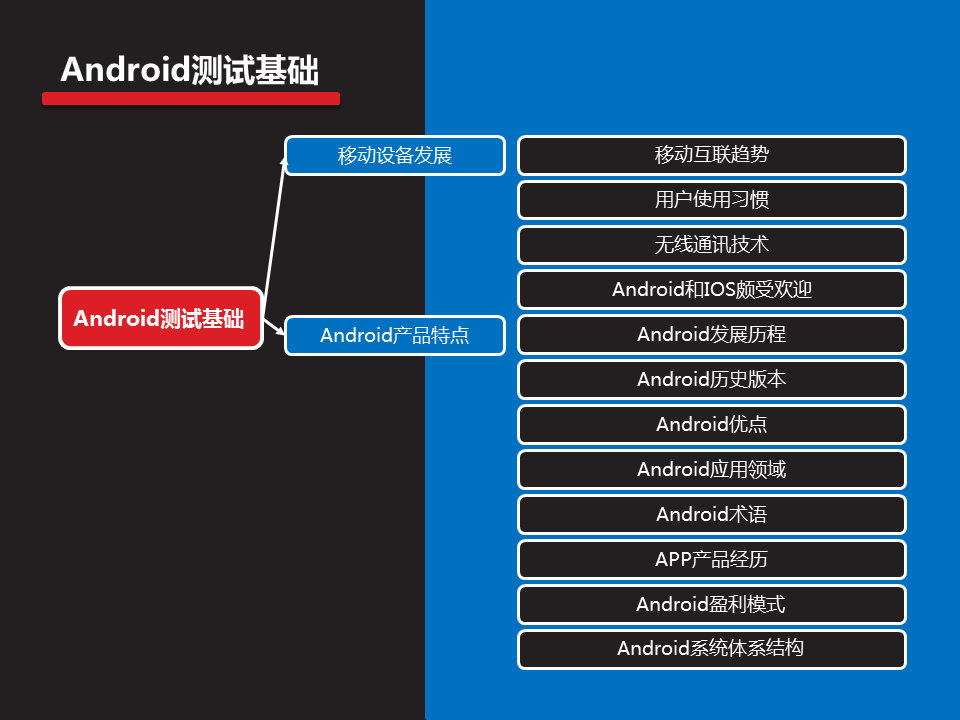 Android测试基础
移动设备发展
移动互联趋势
用户使用习惯
无线通讯技术
Android和IOS颇受欢迎
Android测试基础
Android产品特点
Android发展历程
Android历史版本
Android优点
Android应用领域
Android术语
APP产品经历
Android盈利模式
Android系统体系结构